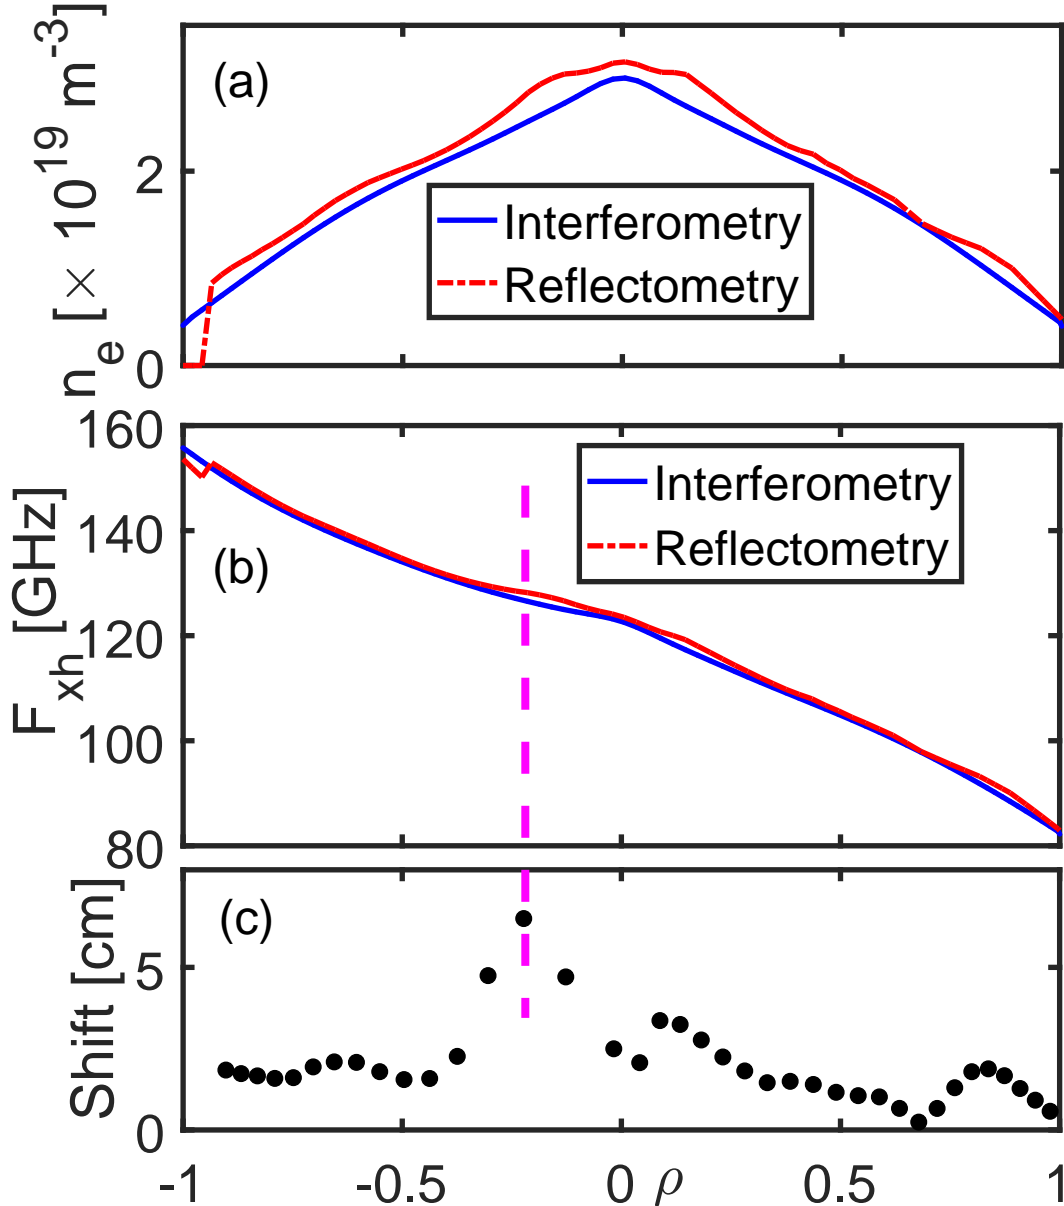 (a)
n_e [× 10^19 m^-3]
2
0
Interferometry
Reflectometry
(b)
F_xh [GHz]
160
140
120
100
80
Interferometry
Reflectometry
(c)
Shift [cm]
5
0
-1 -0.5 0 ρ 0.5 1